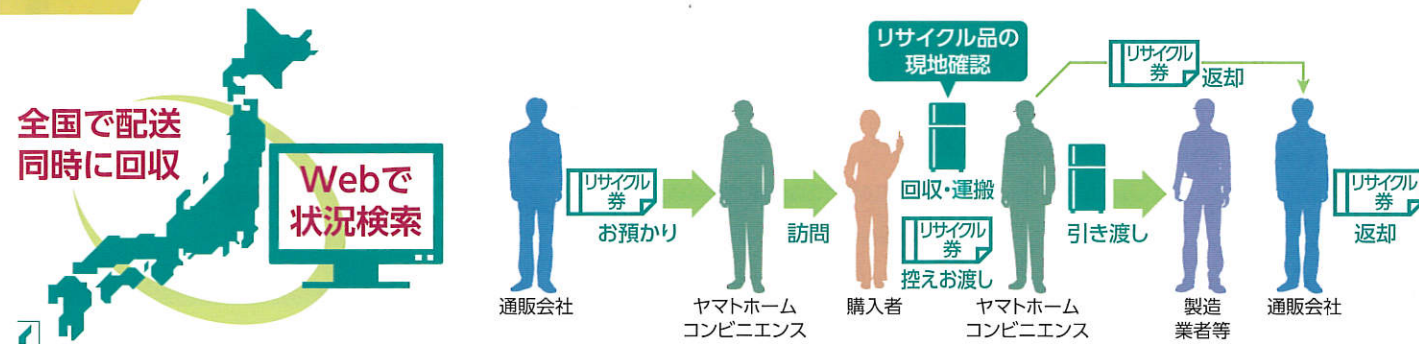 全国で配送
同時に回収
Webで
状況検索
通販会社
リサイクル
券
お預かり
ヤマトホーム
コンビニエンス
訪問
購入者
リサイクル品の
現地確認
回収・運搬
リサイクル
券
控えお渡し
ヤマトホーム
コンビニエンス
リサイクル
券
返却
引き渡し
製造
業者等
通販会社
リサイクル
券
返却